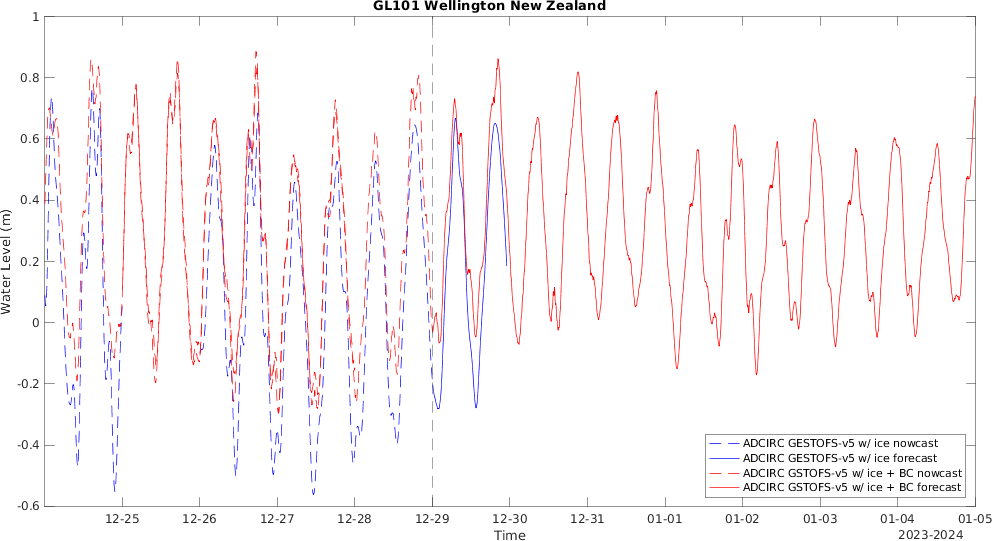 GL101 Wellington New Zealand
1
0.8
0.6
0.4
0.2
0
-0.2
-0.4
-0.6
Water Level (m)
12-25 12-26 12-27 12-28 12-29 12-30 12-31 01-01 01-02 01-03 01-04 01-05
Time
2023-2024
ADCIRC GESTOFS-v5 w/ ice nowcast
ADCIRC GESTOFS-v5 w/ ice forecast
ADCIRC GSTOFS-v5 w/ ice + BC nowcast
ADCIRC GSTOFS-v5 w/ ice + BC forecast